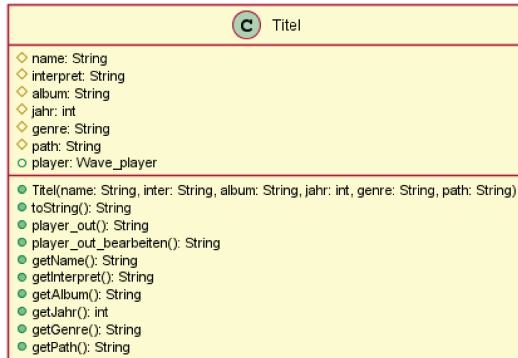 C Titel
name: String
interpret: String
album: String
jahr: int
genre: String
path: String
player: Wave_player
Titel(name: String, inter: String, album: String, jahr: int, genre: String, path: String)
toString(): String
player_out(): String
player_out_bearbeiten(): String
getName(): String
getInterpret(): String
getAlbum(): String
getJahr(): int
getGenre(): String
getPath(): String